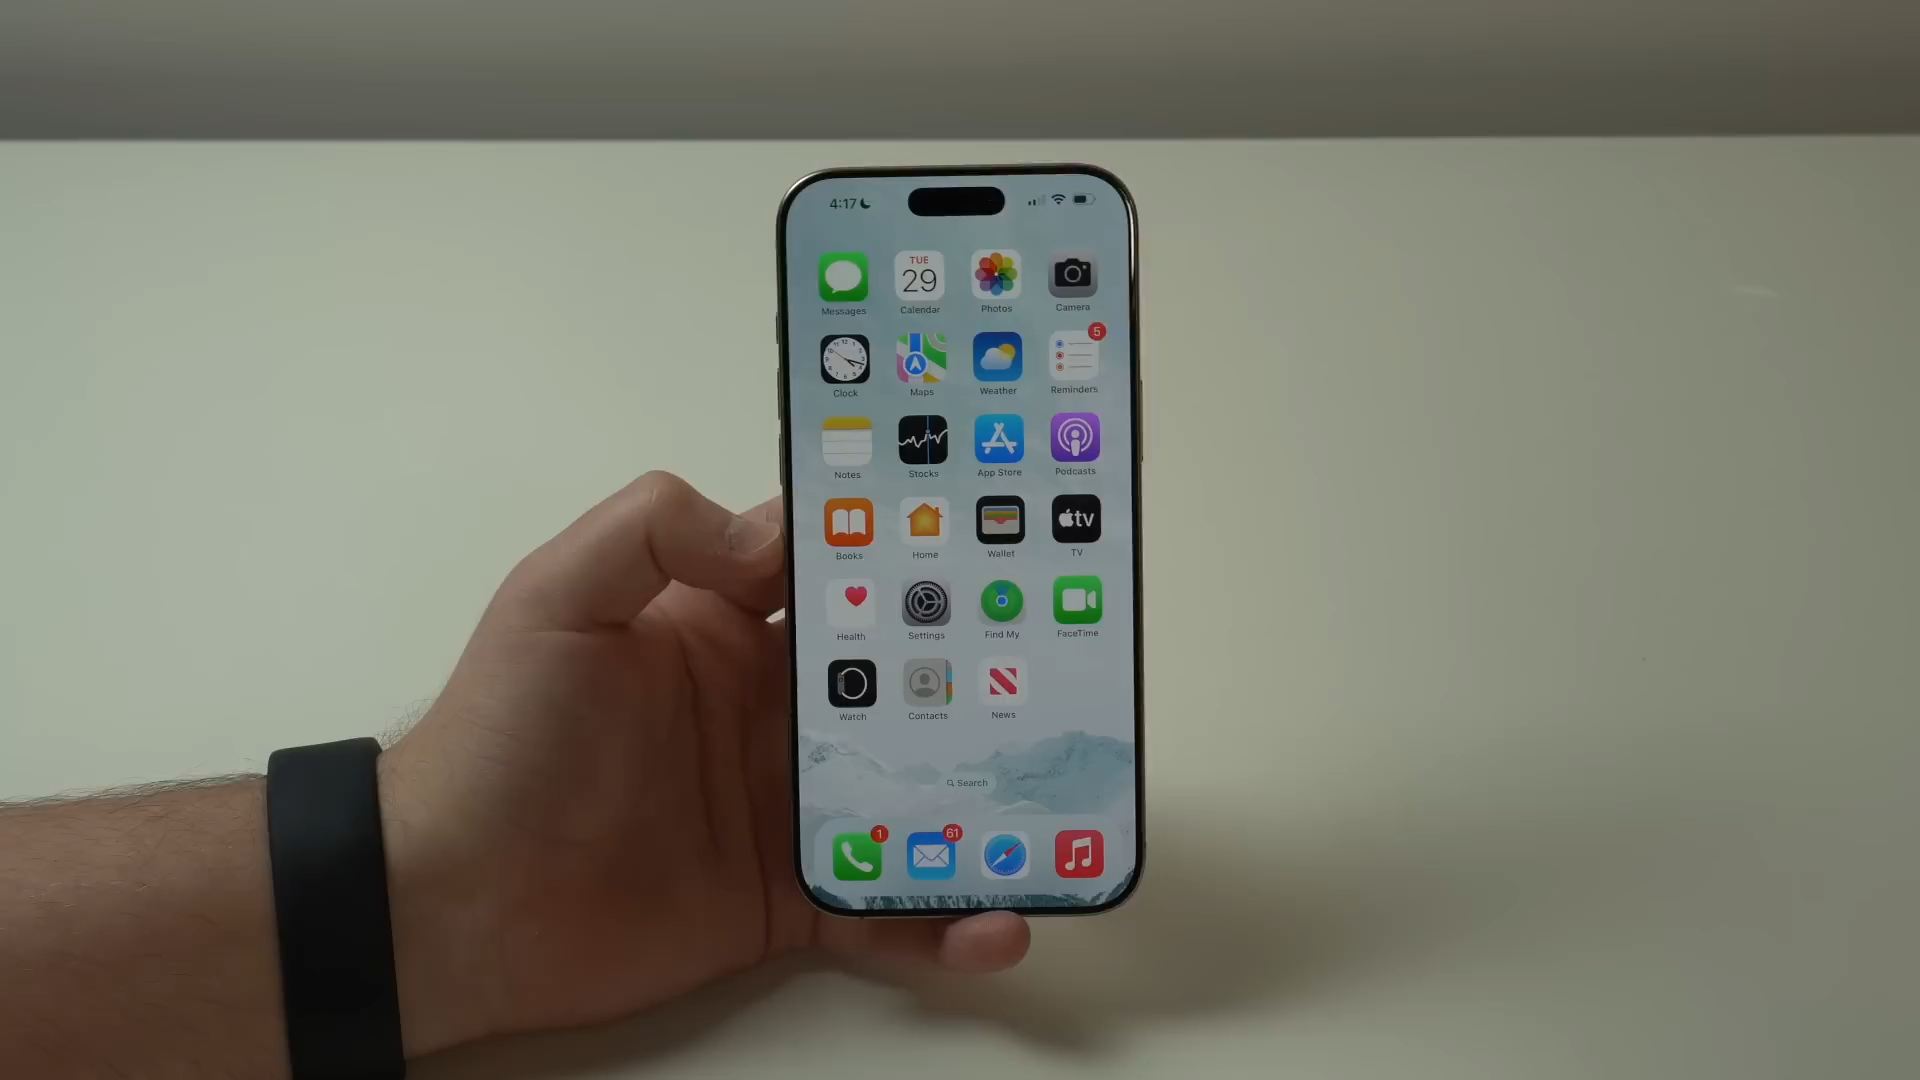 4:17
TUE
29
Messages Calendar Photos Camera
5
Clock Maps Weather Reminders
Notes Stocks App Store Podcasts
tv
Books Home Wallet TV
Health Settings Find My FaceTime
Watch Contacts News
Search
1 61